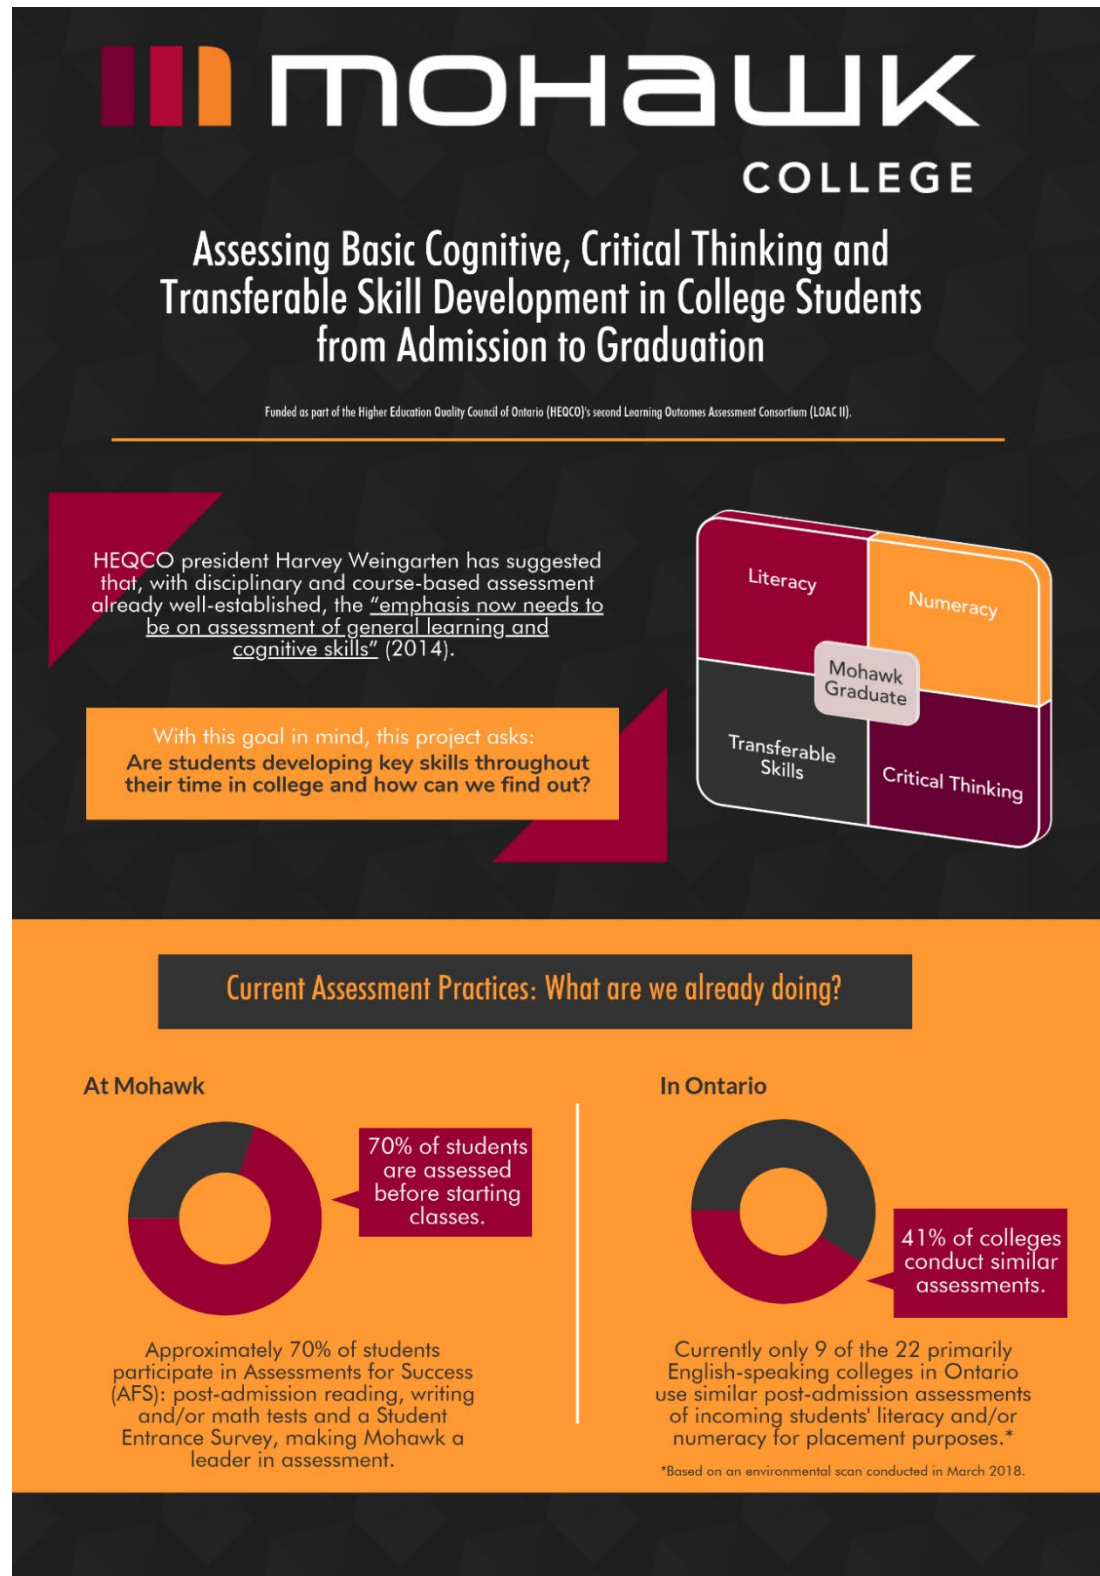 mohawk
COLLEGE
Assessing Basic Cognitive, Critical Thinking and
Transferable Skill Development in College Students
from Admission to Graduation
Funded as part of the Higher Education Quality Council of Ontario (HEQCO)'s second Learning Outcomes Assessment Consortium (LOAC II).
HEQCO president Harvey Weingarten has suggested
that, with disciplinary and course-based assessment
already well-established, the “emphasis now needs to
be on assessment of general learning and
cognitive skills” (2014).
With this goal in mind, this project asks:
Are students developing key skills throughout
their time in college and how can we find out?
Literacy
Numeracy
Mohawk
Graduate
Transferable
Skills
Critical Thinking
Current Assessment Practices: What are we already doing?
At Mohawk
70% of students
are assessed
before starting
classes.
Approximately 70% of students
participate in Assessments for Success
(AFS): post-admission reading, writing
and/or math tests and a Student
Entrance Survey, making Mohawk a
leader in assessment.
In Ontario
41% of colleges
conduct similar
assessments.
Currently only 9 of the 22 primarily
English-speaking colleges in Ontario
use similar post-admission assessments
of incoming students' literacy and/or
numeracy for placement purposes.*
*Based on an environmental scan conducted in March 2018.